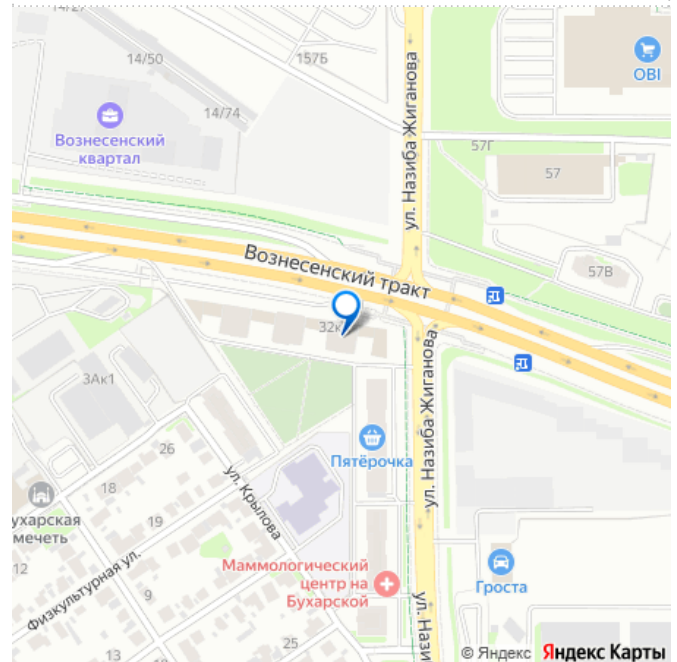 14/50
157Б
OBI
14/74
Вознесенский
квартал
ул. Назиба Жиганова
57Г
57
Вознесенский тракт
57В
32к
3Ак1
ул. Назиба Жиганова
Пятёрочка
26
ул. Крылова
18
19
ухарская
мечеть
12
Маммологический
центр на
Бухарской
Гроста
Физкультурная ул.
9
ул. Нази
25
13
© Яндекс Яндекс Карты